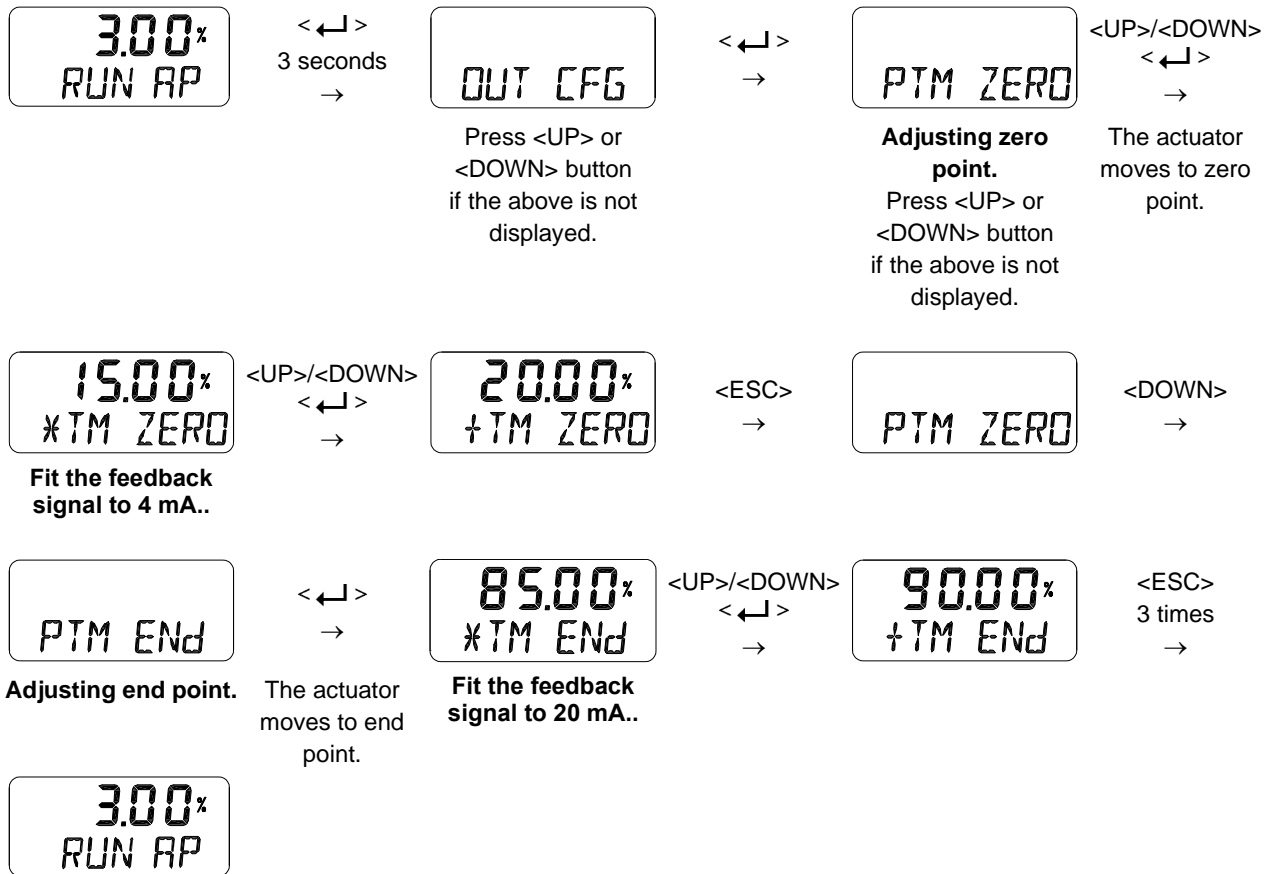 3.00%
RUN AP
< ↵ >
3 seconds
→
OUT CFG
Press <UP> or
<DOWN> button
if the above is not
displayed.
< ↵ >
→
PTM ZERO
Adjusting zero
point.
Press <UP> or
<DOWN> button
if the above is not
displayed.
<UP>/<DOWN>
< ↵ >
→
The actuator
moves to zero
point.
15.00%
*TM ZERO
Fit the feedback
signal to 4 mA..
<UP>/<DOWN>
< ↵ >
→
20.00%
+TM ZERO
<ESC>
→
PTM ZERO
<DOWN>
→
PTM ENd
Adjusting end point.
< ↵ >
→
The actuator
moves to end
point.
85.00%
*TM ENd
Fit the feedback
signal to 20 mA..
<UP>/<DOWN>
< ↵ >
→
90.00%
+TM ENd
<ESC>
3 times
→
3.00%
RUN AP